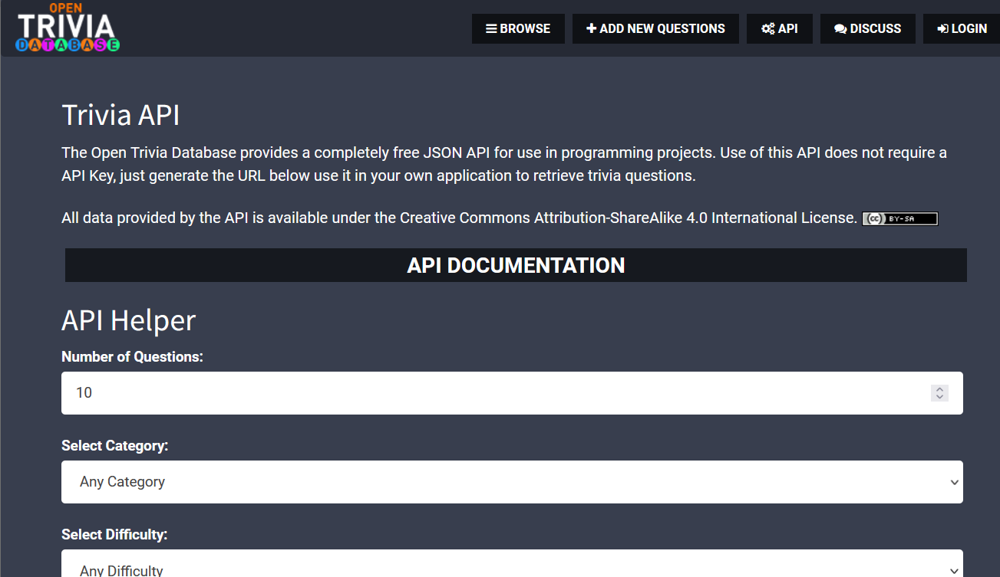 OPEN
TRIVIA
DATABASE
BROWSE
ADD NEW QUESTIONS
API
DISCUSS
LOGIN
Trivia API
The Open Trivia Database provides a completely free JSON API for use in programming projects. Use of this API does not require a
API Key, just generate the URL below use it in your own application to retrieve trivia questions.
All data provided by the API is available under the Creative Commons Attribution-ShareAlike 4.0 International License.
cc BY-SA
API DOCUMENTATION
API Helper
Number of Questions:
10
Select Category:
Any Category
Select Difficulty:
Any Difficulty